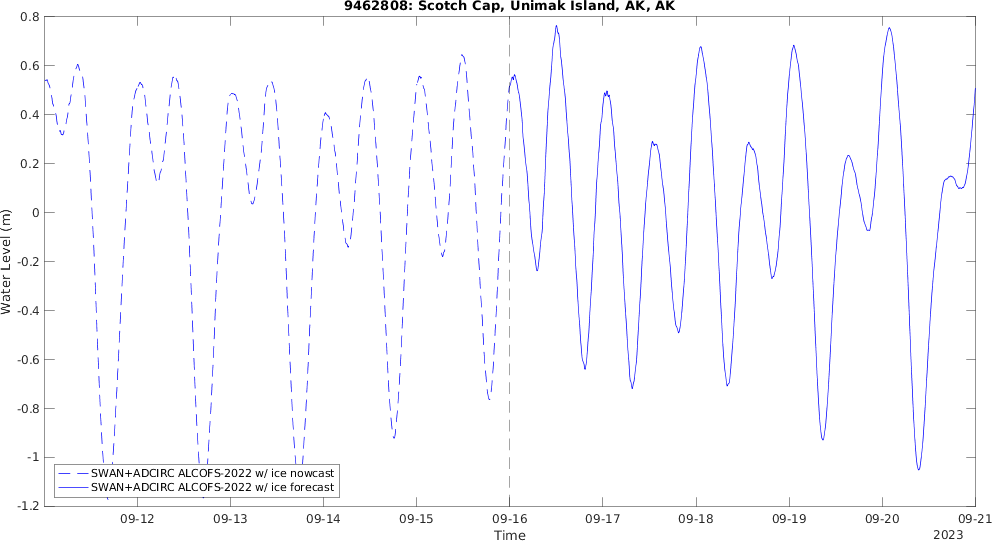 9462808: Scotch Cap, Unimak Island, AK, AK
0.8
0.6
0.4
0.2
0
-0.2
-0.4
-0.6
-0.8
-1
-1.2
Water Level (m)
SWAN+ADCIRC ALCOFS-2022 w/ ice nowcast
SWAN+ADCIRC ALCOFS-2022 w/ ice forecast
09-12 09-13 09-14 09-15 09-16 09-17 09-18 09-19 09-20 09-21
Time
2023